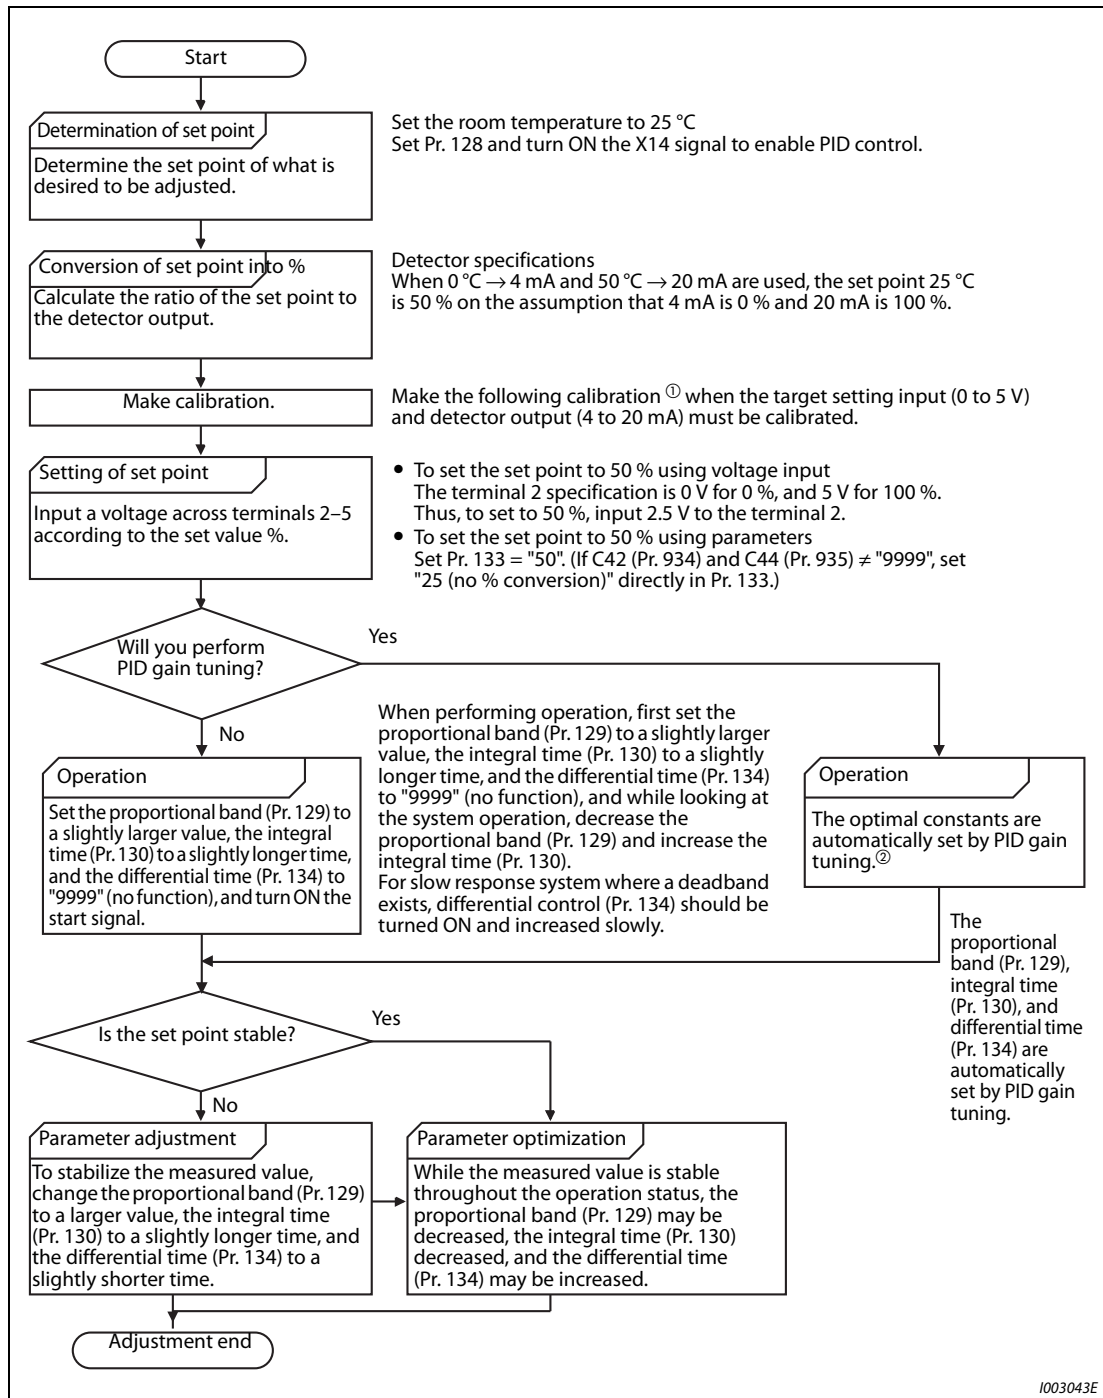 Start
Determination of set point
Determine the set point of what is
desired to be adjusted.
Set the room temperature to 25 °C
Set Pr. 128 and turn ON the X14 signal to enable PID control.
Conversion of set point into %
Calculate the ratio of the set point to
the detector output.
Detector specifications
When 0 °C → 4 mA and 50 °C → 20 mA are used, the set point 25 °C
is 50 % on the assumption that 4 mA is 0 % and 20 mA is 100 %.
Make calibration.
Make the following calibration ① when the target setting input (0 to 5 V)
and detector output (4 to 20 mA) must be calibrated.
Setting of set point
Input a voltage across terminals 2–5
according to the set value %.
● To set the set point to 50 % using voltage input
The terminal 2 specification is 0 V for 0 %, and 5 V for 100 %.
Thus, to set to 50 %, input 2.5 V to the terminal 2.
● To set the set point to 50 % using parameters
Set Pr. 133 = "50". (If C42 (Pr. 934) and C44 (Pr. 935) ≠ "9999", set
"25 (no % conversion)" directly in Pr. 133.)
Will you perform
PID gain tuning?
Yes
No
Operation
Set the proportional band (Pr. 129) to
a slightly larger value, the integral
time (Pr. 130) to a slightly longer time,
and the differential time (Pr. 134) to
"9999" (no function), and turn ON the
start signal.
When performing operation, first set the
proportional band (Pr. 129) to a slightly larger
value, the integral time (Pr. 130) to a slightly
longer time, and the differential time (Pr. 134)
to "9999" (no function), and while looking at
the system operation, decrease the
proportional band (Pr. 129) and increase the
integral time (Pr. 130).
For slow response system where a deadband
exists, differential control (Pr. 134) should be
turned ON and increased slowly.
Operation
The optimal constants are
automatically set by PID gain
tuning.②
The
proportional
band (Pr. 129),
integral time
(Pr. 130), and
differential time
(Pr. 134) are
automatically
set by PID gain
tuning.
Is the set point stable?
Yes
No
Parameter adjustment
To stabilize the measured value,
change the proportional band (Pr. 129)
to a larger value, the integral time
(Pr. 130) to a slightly longer time, and
the differential time (Pr. 134) to a
slightly shorter time.
Parameter optimization
While the measured value is stable
throughout the operation status, the
proportional band (Pr. 129) may be
decreased, the integral time (Pr. 130)
decreased, and the differential time
(Pr. 134) may be increased.
Adjustment end
I003043E